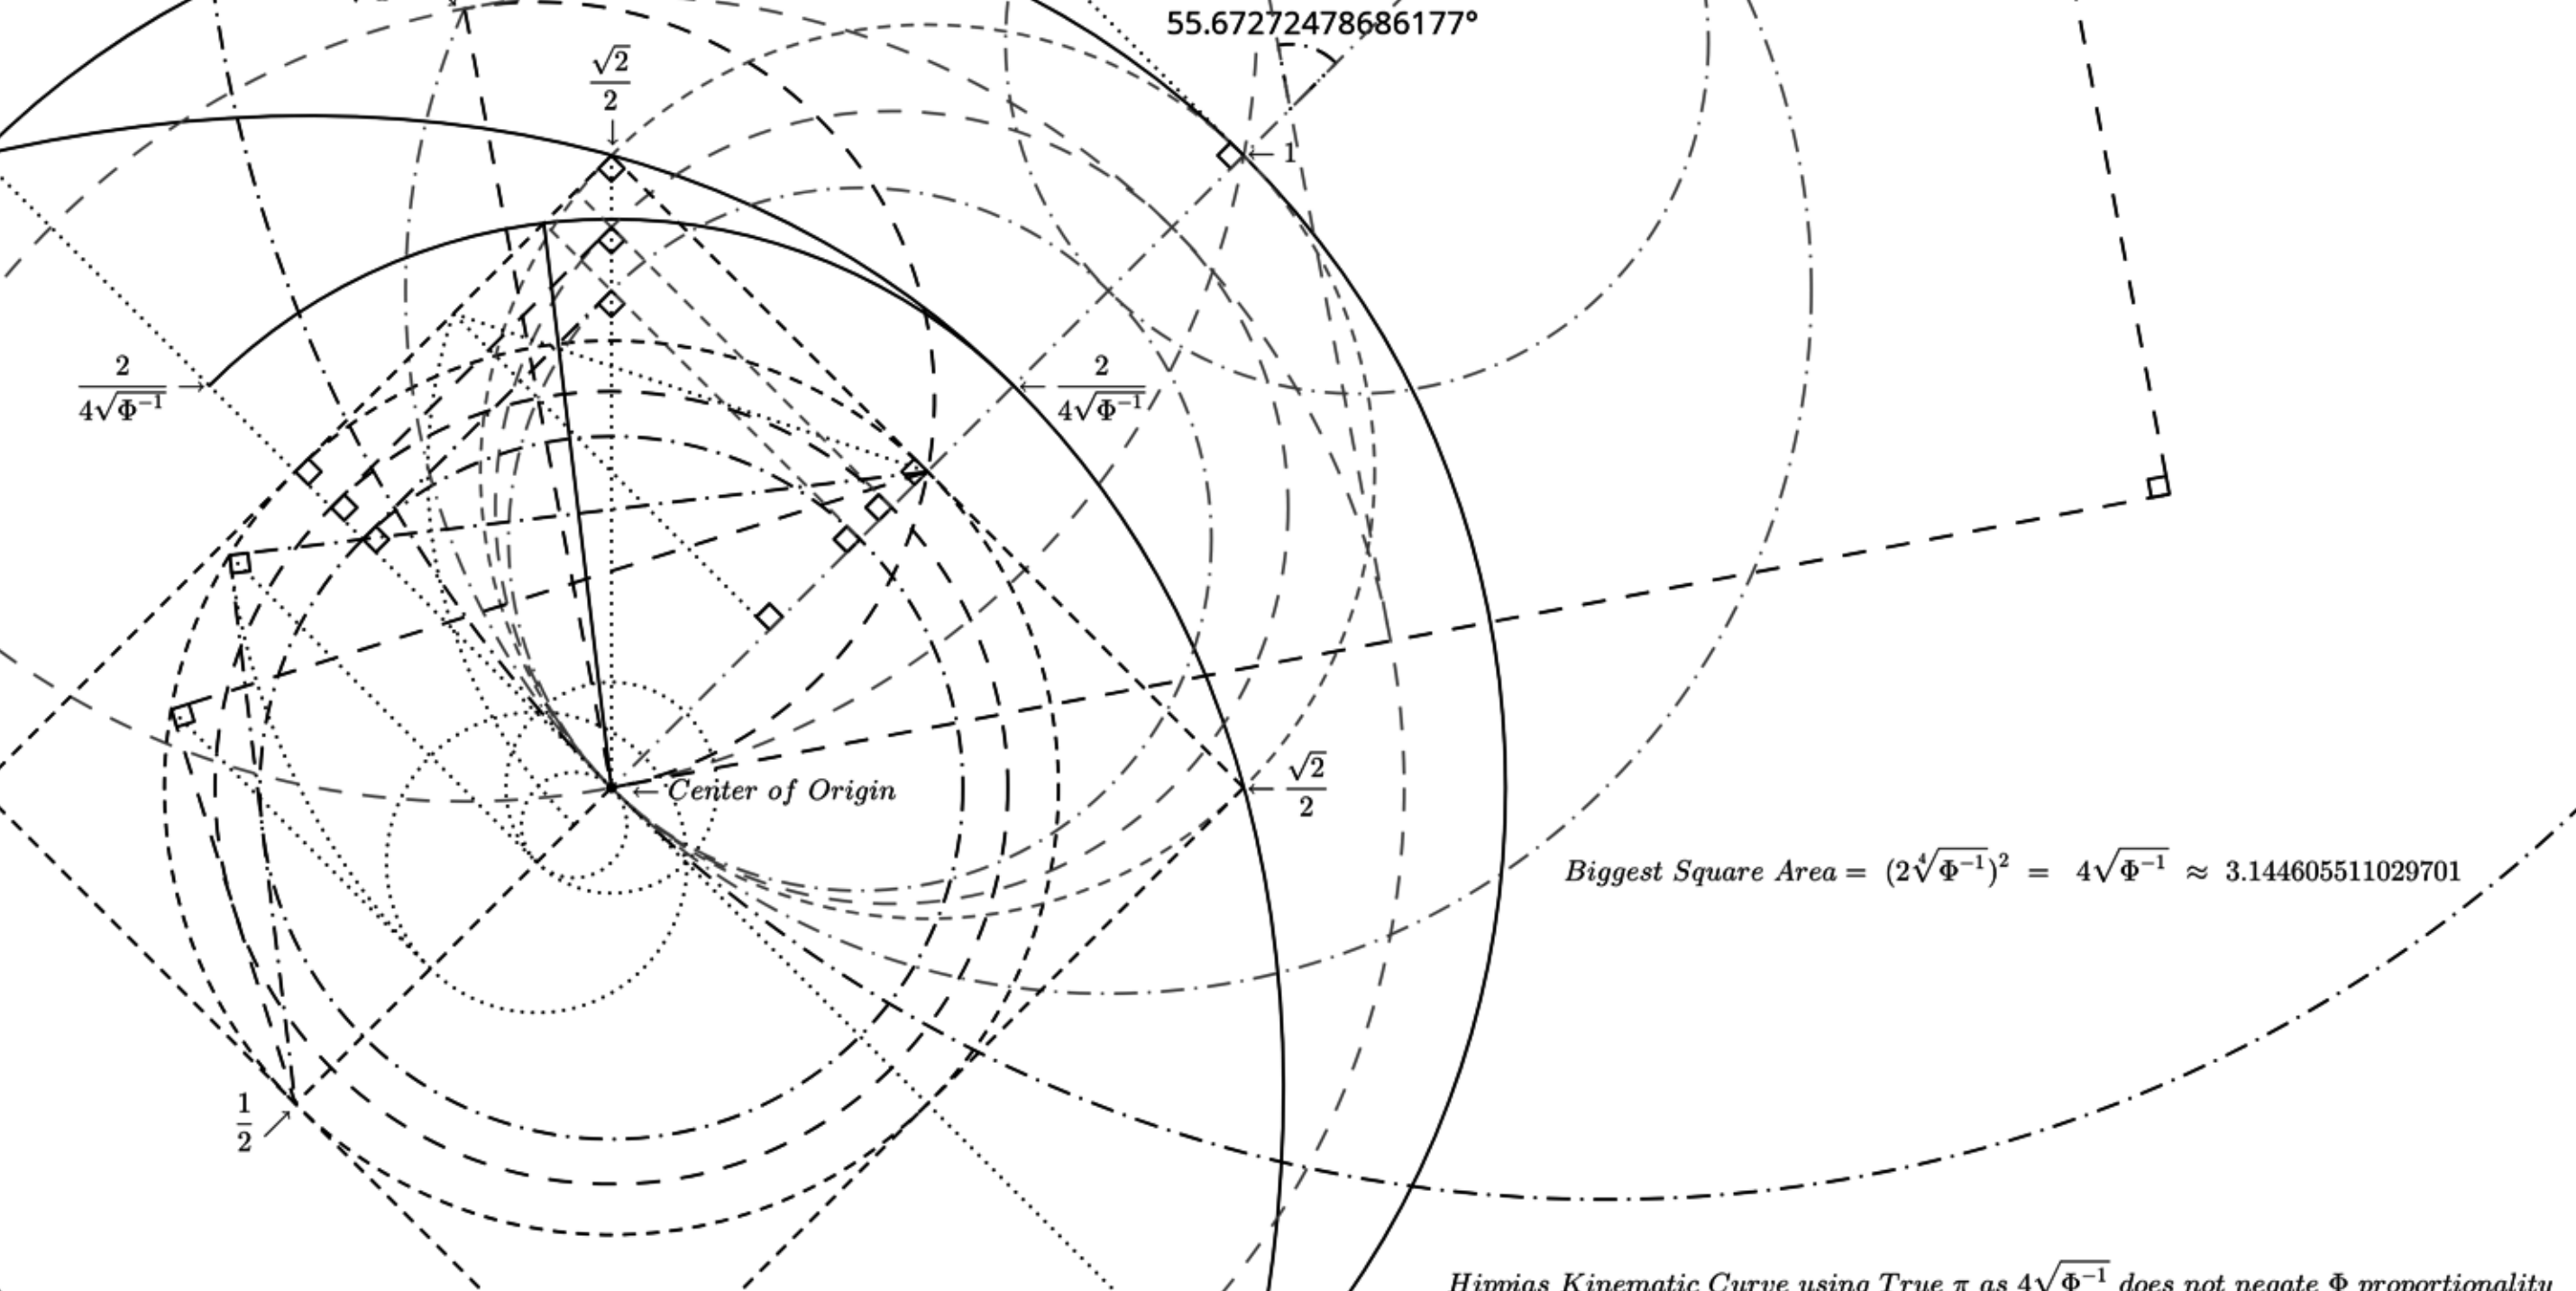 55.67272478686177°
√2/2
↓
← 1
2/(4√Φ⁻¹) →
← 2/(4√Φ⁻¹)
← Center of Origin
← √2/2
Biggest Square Area = (2∜Φ⁻¹)² = 4√Φ⁻¹ ≈ 3.144605511029701
1/2 ↗
Hippias Kinematic Curve using True π as 4√Φ⁻¹ does not negate Φ proportionality